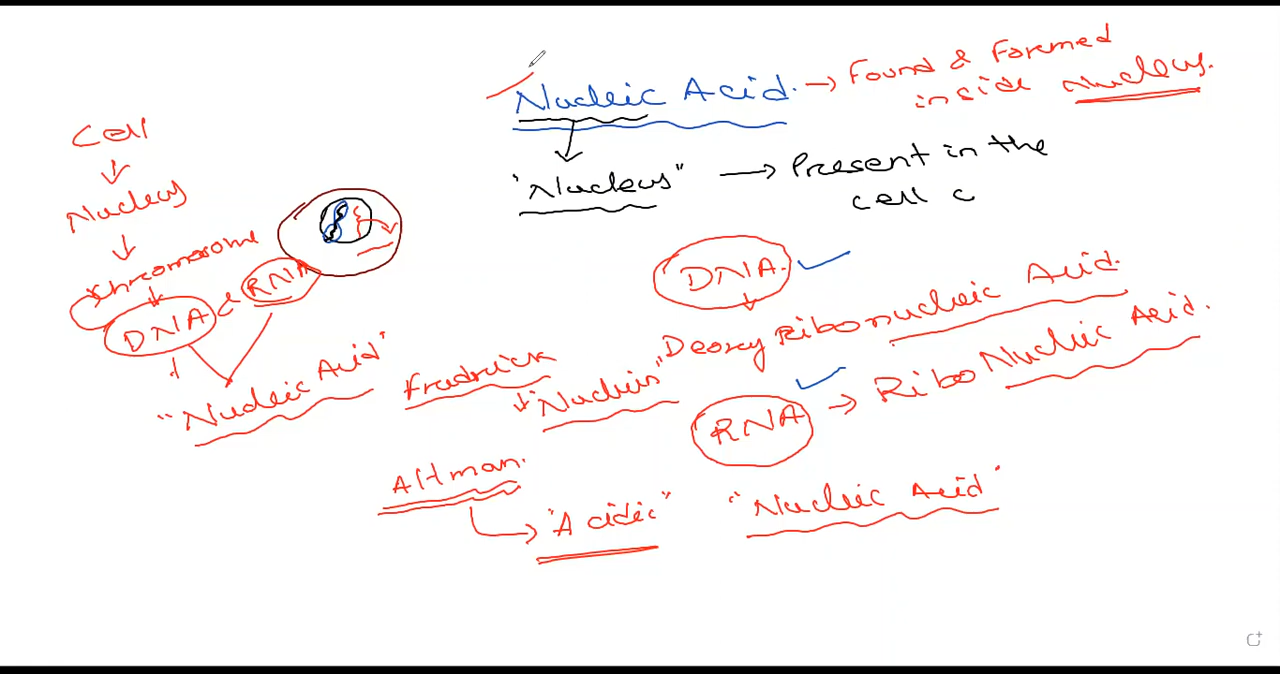 Nucleic Acid. → Found & Foremed
inside Nucleus.
"Nucleus" → Present in the
cell c
Cell
↓
Nucleus
↓
Chromosome
↓
DNA & RNA
"Nucleic Acid"
DNA.
↓
Deoxy Ribonucleic Acid.
RNA → Ribo Nucleic Acid.
Fredrick
↓
"Nuclein"
Altman.
→ "Acidic" "Nucleic Acid"